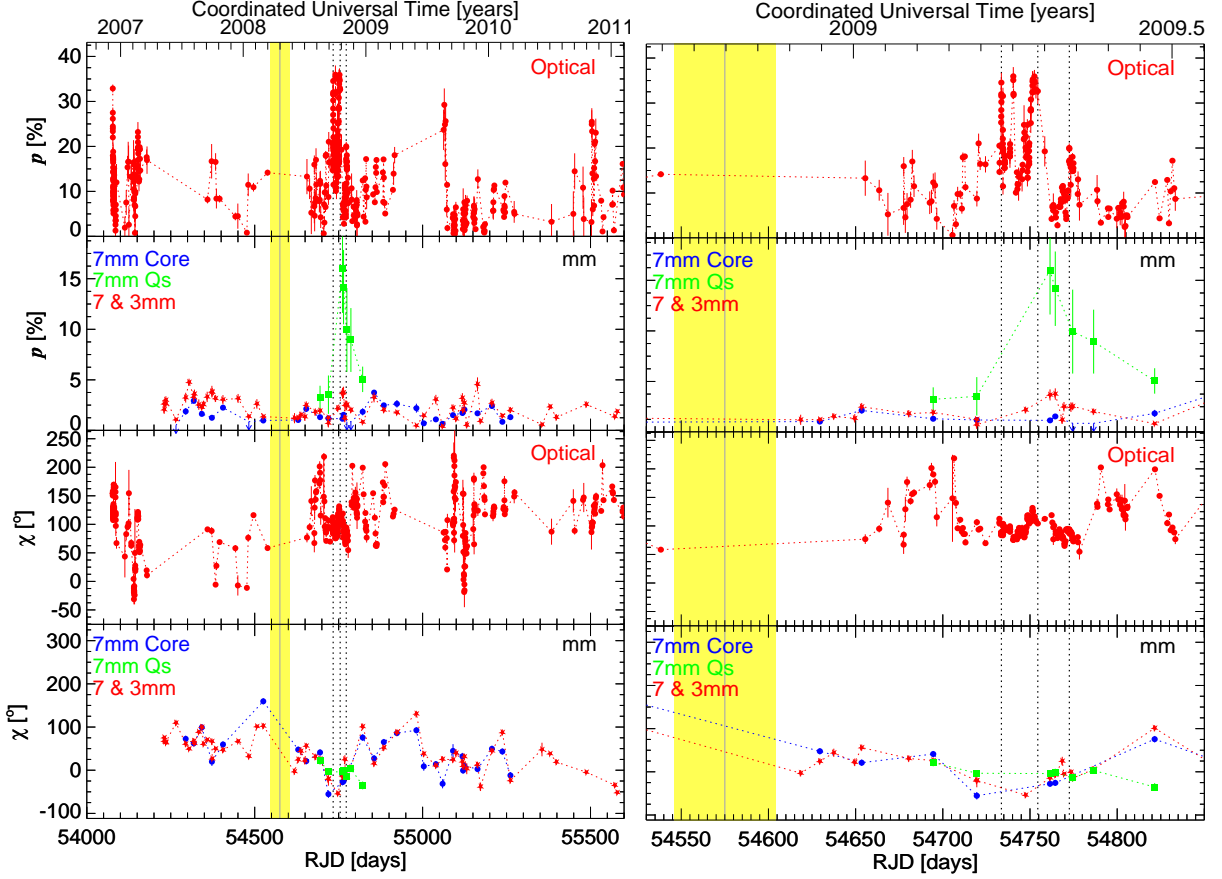 Coordinated Universal Time [years]
2007 2008 2009 2010 2011
40
30
20
10
0
p [%]
Optical
15
10
5
0
p [%]
7mm Core
7mm Qs
7 & 3mm
mm
250
200
150
100
50
0
-50
χ [°]
Optical
300
200
100
0
-100
χ [°]
7mm Core
7mm Qs
7 & 3mm
mm
54000 54500 55000 55500
RJD [days]
Coordinated Universal Time [years]
2009 2009.5
Optical
p [%]
7mm Core
7mm Qs
7 & 3mm
mm
p [%]
Optical
χ [°]
7mm Core
7mm Qs
7 & 3mm
mm
χ [°]
54550 54600 54650 54700 54750 54800
RJD [days]